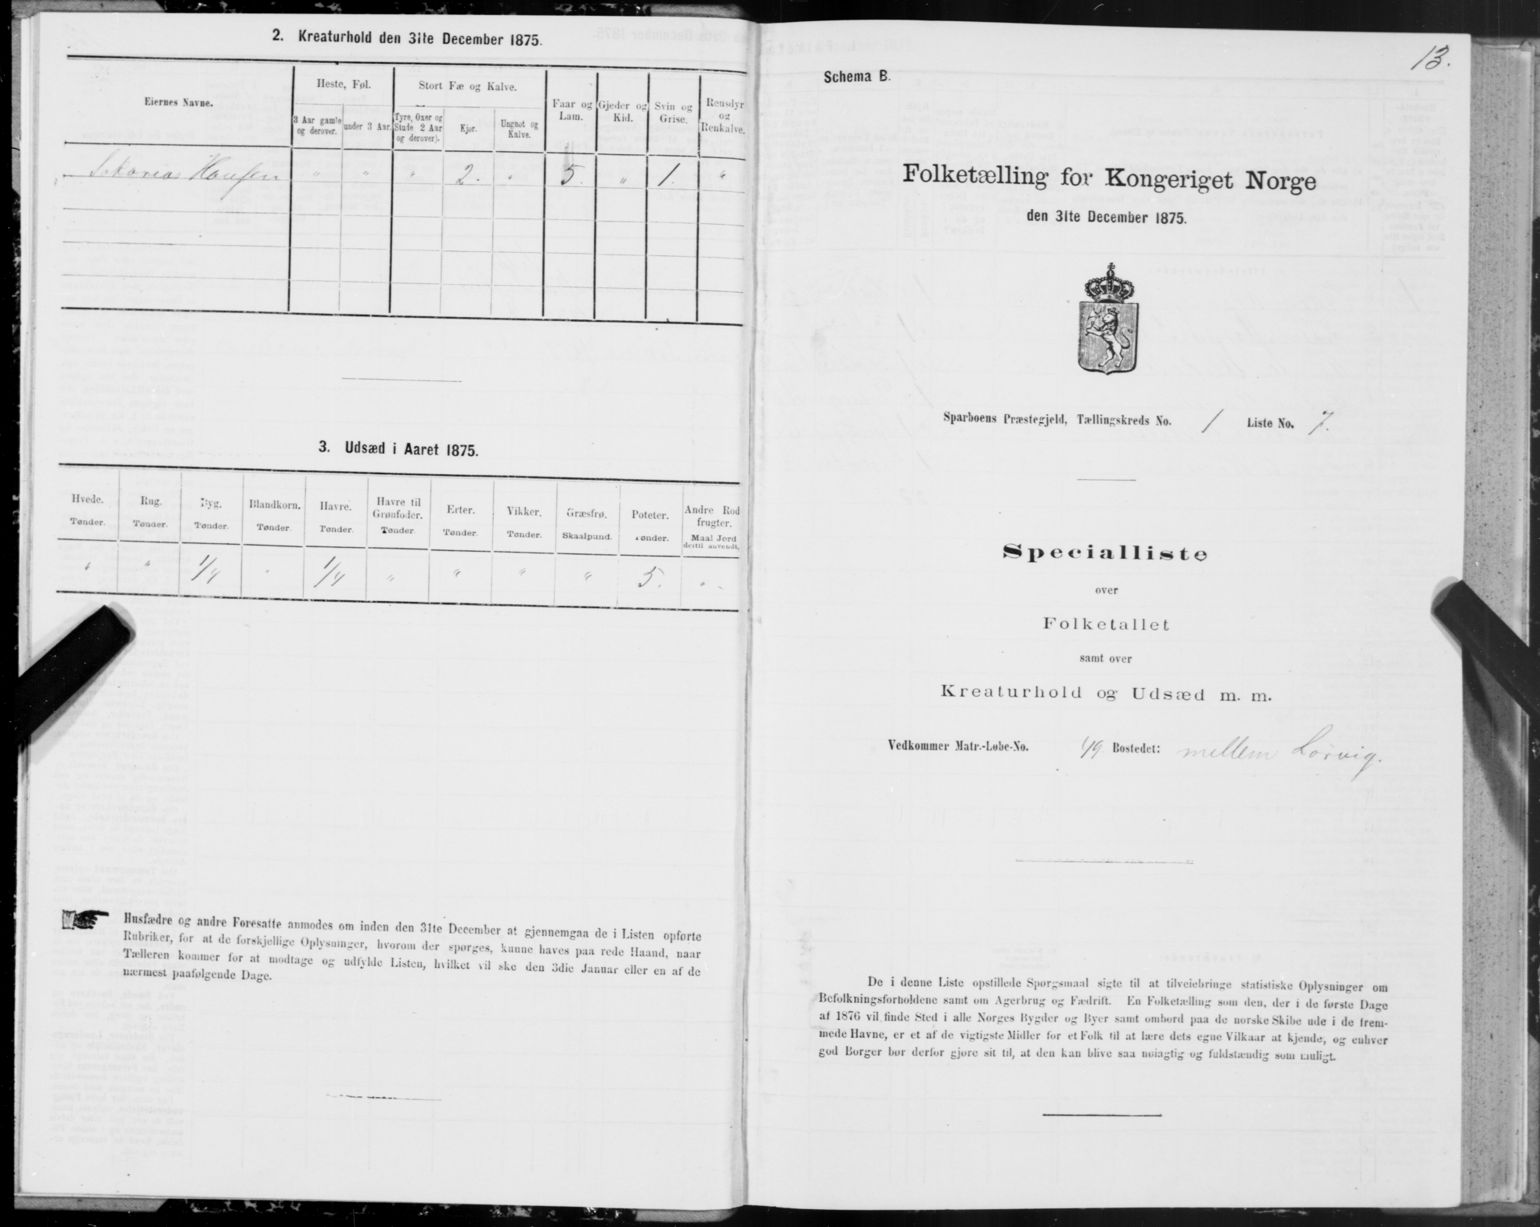 2. Kreaturhold den 31te December 1875.
Eiernes Navne.
Heste, Føl.
Stort Fæ og Kalve.
3 Aar gamle og derover.
under 3 Aar.
Tyre, Oxer og Stude 2 Aar og derover).
Kjør.
Ungnøt og Kalve.
Faar og Lam.
Gjeder og Kid.
Svin og Grise.
Rensdyr og Renkalve.
Hansen " " " 2. " 5. " 1. "
3. Udsæd i Aaret 1875.
Hvede. Rug. Byg. Blandkorn. Havre. Havre til Grønfoder. Erter. Vikker. Græsfrø. Poteter. Andre Rodfrugter.
Tønder. Tønder. Tønder. Tønder. Tønder. Tønder. Tønder. Tønder. Skaalpund. Tønder. Maal Jord dertil anvendt.
" " 1/4 " 1/4 " " " " 5. "
Husfædre og andre Foresatte anmodes om inden den 31te December at gjennemgaa de i Listen opførte
Rubriker, for at de forskjellige Oplysninger, hvorom der spørges, kunne haves paa rede Haand, naar
Tælleren kommer for at modtage og udfylde Listen, hvilket vil ske den 3die Januar eller en af de
nærmest paafølgende Dage.
13.
Schema B.
Folketælling for Kongeriget Norge
den 31te December 1875.
Sparboens Præstegjeld, Tællingskreds No. 1 Liste No. 7.
Specialliste
over
Folketallet
samt over
Kreaturhold og Udsæd m. m.
Vedkommer Matr.-Løbe-No. 49 Bostedet: mellem Lorvig.
De i denne Liste opstillede Spørgsmaal sigte til at tilveiebringe statistiske Oplysninger om
Befolkningsforholdene samt om Agerbrug og Fædrift. En Folketælling som den, der i de første Dage
af 1876 vil finde Sted i alle Norges Bygder og Byer samt ombord paa de norske Skibe ude i de frem-
mede Havne, er et af de vigtigste Midler for et Folk til at lære dets egne Vilkaar at kjende, og enhver
god Borger bør derfor gjøre sit til, at den kan blive saa nøiagtig og fuldstændig som muligt.